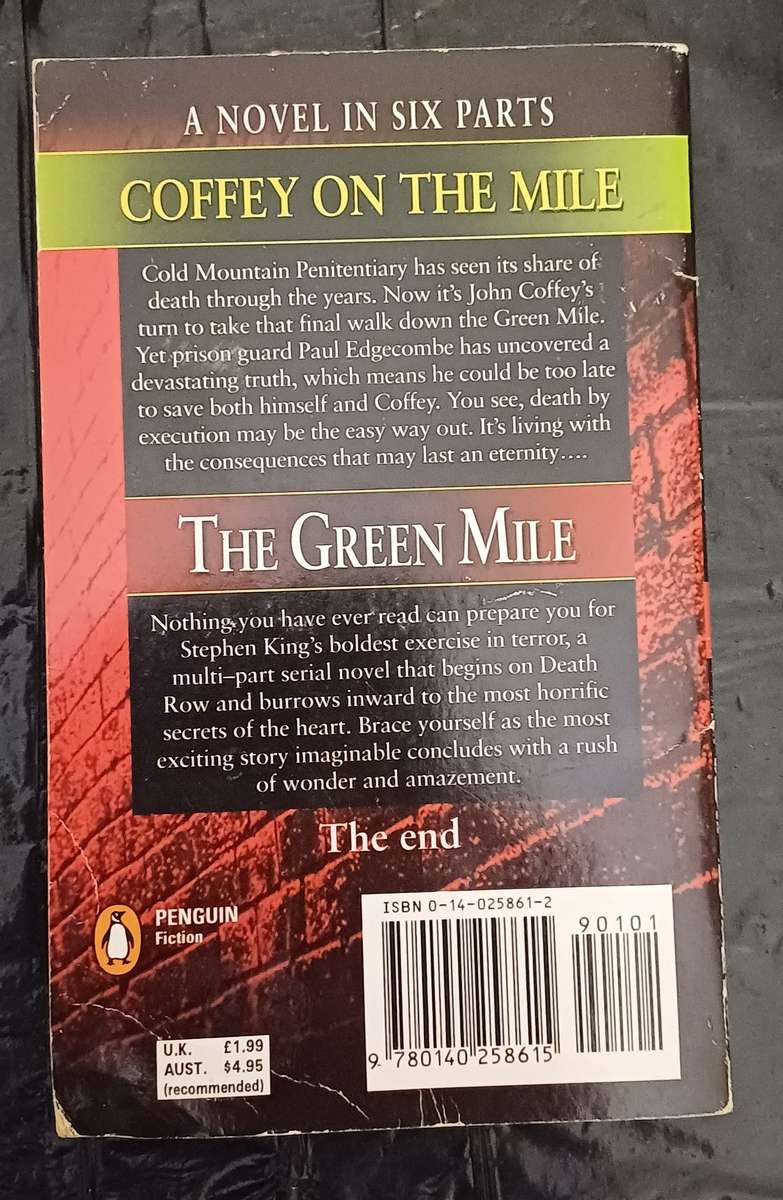 A NOVEL IN SIX PARTS
COFFEY ON THE MILE
Cold Mountain Penitentiary has seen its share of
death through the years. Now it's John Coffey's
turn to take that final walk down the Green Mile.
Yet prison guard Paul Edgecombe has uncovered a
devastating truth, which means he could be too late
to save both himself and Coffey. You see, death by
execution may be the easy way out. It's living with
the consequences that may last an eternity....
THE GREEN MILE
Nothing you have ever read can prepare you for
Stephen King's boldest exercise in terror, a
multi–part serial novel that begins on Death
Row and burrows inward to the most horrific
secrets of the heart. Brace yourself as the most
exciting story imaginable concludes with a rush
of wonder and amazement.
The end
PENGUIN
Fiction
ISBN 0-14-025861-2
90101
9 780140 258615
U.K. £1.99
AUST. $4.95
(recommended)